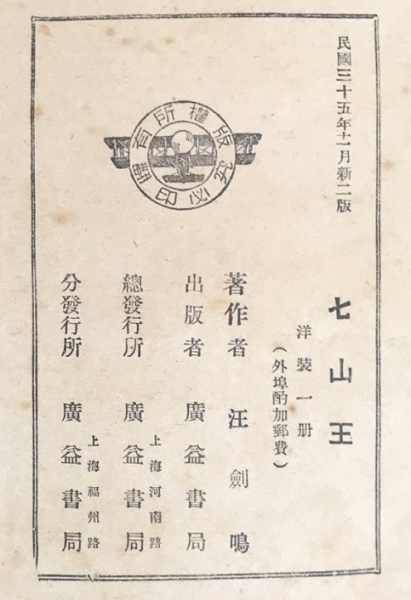 民國三十五年十一月新二版
七山王
洋裝一册
（外埠酌加郵費）
著作者 汪劍鳴
出版者 廣益書局
上海河南路
總發行所 廣益書局
上海福州路
分發行所 廣益書局
版權所有
翻印必究